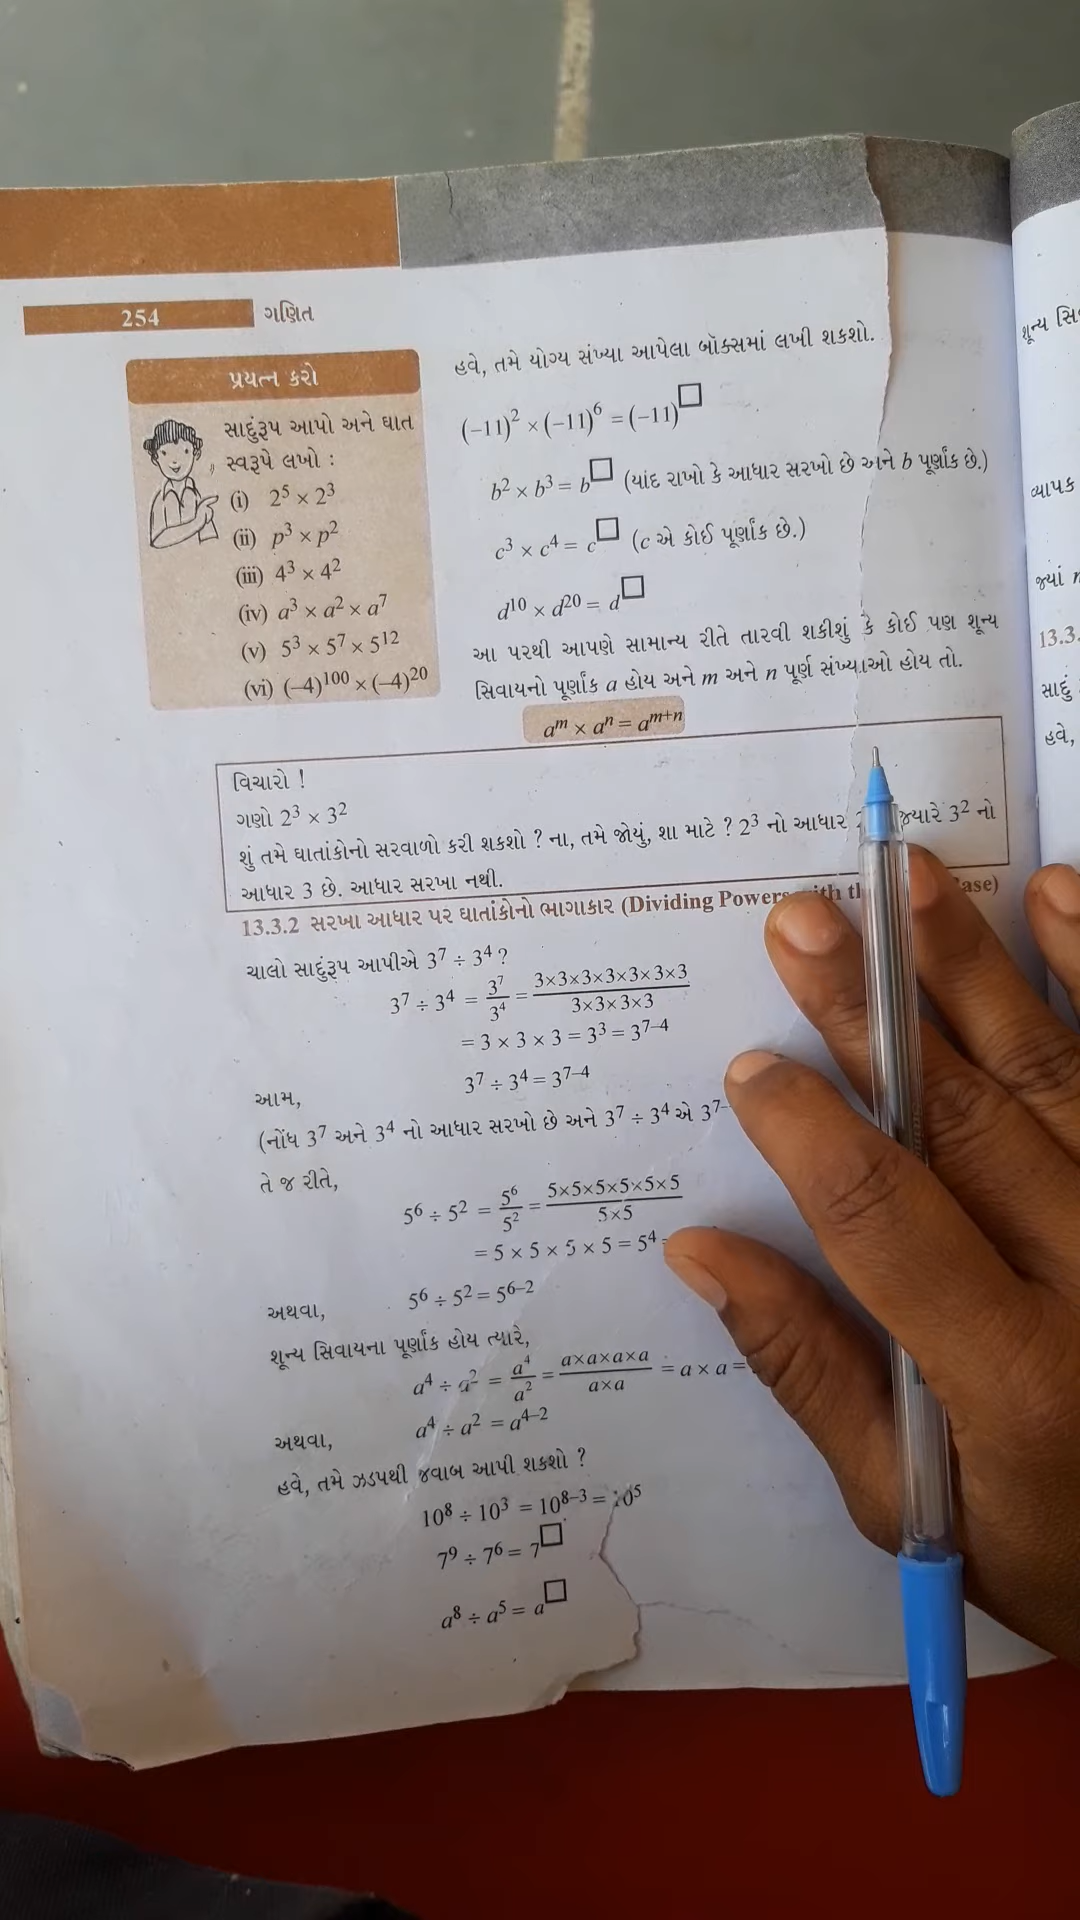 254 ગણિત
પ્રયત્ન કરો
સાદુંરૂપ આપો અને ઘાત
સ્વરૂપે લખો :
(i) 2⁵ × 2³
(ii) p³ × p²
(iii) 4³ × 4²
(iv) a³ × a² × a⁷
(v) 5³ × 5⁷ × 5¹²
(vi) (–4)¹⁰⁰ × (–4)²⁰
હવે, તમે યોગ્ય સંખ્યા આપેલા બૉક્સમાં લખી શકશો.
(–11)² × (–11)⁶ = (–11)^□
b² × b³ = b^□ (યાંદ રાખો કે આધાર સરખો છે અને b પૂર્ણાંક છે.)
c³ × c⁴ = c^□ (c એ કોઈ પૂર્ણાંક છે.)
d¹⁰ × d²⁰ = d^□
આ પરથી આપણે સામાન્ય રીતે તારવી શકીશું કે કોઈ પણ શૂન્ય
સિવાયનો પૂર્ણાંક a હોય અને m અને n પૂર્ણ સંખ્યાઓ હોય તો.
aᵐ × aⁿ = aᵐ⁺ⁿ
વિચારો !
ગણો 2³ × 3²
શું તમે ઘાતાંકોનો સરવાળો કરી શકશો ? ના, તમે જોયું, શા માટે ? 2³ નો આધાર જ્યારે 3² નો
આધાર 3 છે. આધાર સરખા નથી.
13.3.2 સરખા આધાર પર ઘાતાંકોનો ભાગાકાર (Dividing Powers
ચાલો સાદુંરૂપ આપીએ 3⁷ ÷ 3⁴ ?
3⁷ ÷ 3⁴ = 3⁷/3⁴ = 3×3×3×3×3×3×3/3×3×3×3
= 3 × 3 × 3 = 3³ = 3⁷⁻⁴
આમ, 3⁷ ÷ 3⁴ = 3⁷⁻⁴
(નોંધ 3⁷ અને 3⁴ નો આધાર સરખો છે અને 3⁷ ÷ 3⁴ એ
તે જ રીતે,
5⁶ ÷ 5² = 5⁶/5² = 5×5×5×5×5×5/5×5
= 5 × 5 × 5 × 5 = 5⁴ =
અથવા, 5⁶ ÷ 5² = 5⁶⁻²
શૂન્ય સિવાયના પૂર્ણાંક હોય ત્યારે,
a⁴ ÷ a² = a⁴/a² = a×a×a×a/a×a = a × a =
અથવા, a⁴ ÷ a² = a⁴⁻²
હવે, તમે ઝડપથી જવાબ આપી શકશો ?
10⁸ ÷ 10³ = 10⁸⁻³ = 10⁵
7⁹ ÷ 7⁶ = 7^□
a⁸ ÷ a⁵ = a^□
શૂન્ય
વ્યાપક
જ્યાં
13.3.
સાદું
હવે,